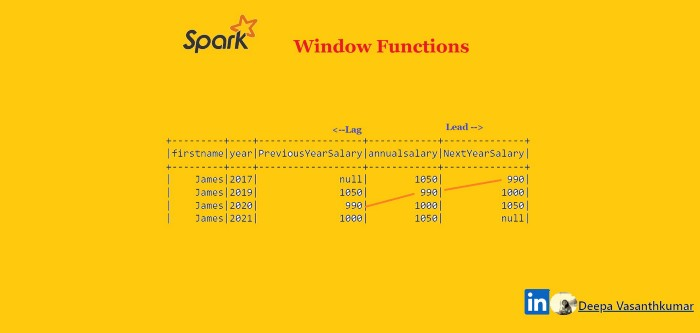 Spark
Window Functions
<--Lag
Lead -->
+---------+----+------------------+------------+--------------+
|firstname|year|PreviousYearSalary|annualsalary|NextYearSalary|
+---------+----+------------------+------------+--------------+
|    James|2017|              null|        1050|           990|
|    James|2019|              1050|         990|          1000|
|    James|2020|               990|        1000|          1050|
|    James|2021|              1000|        1050|          null|
in
Deepa Vasanthkumar